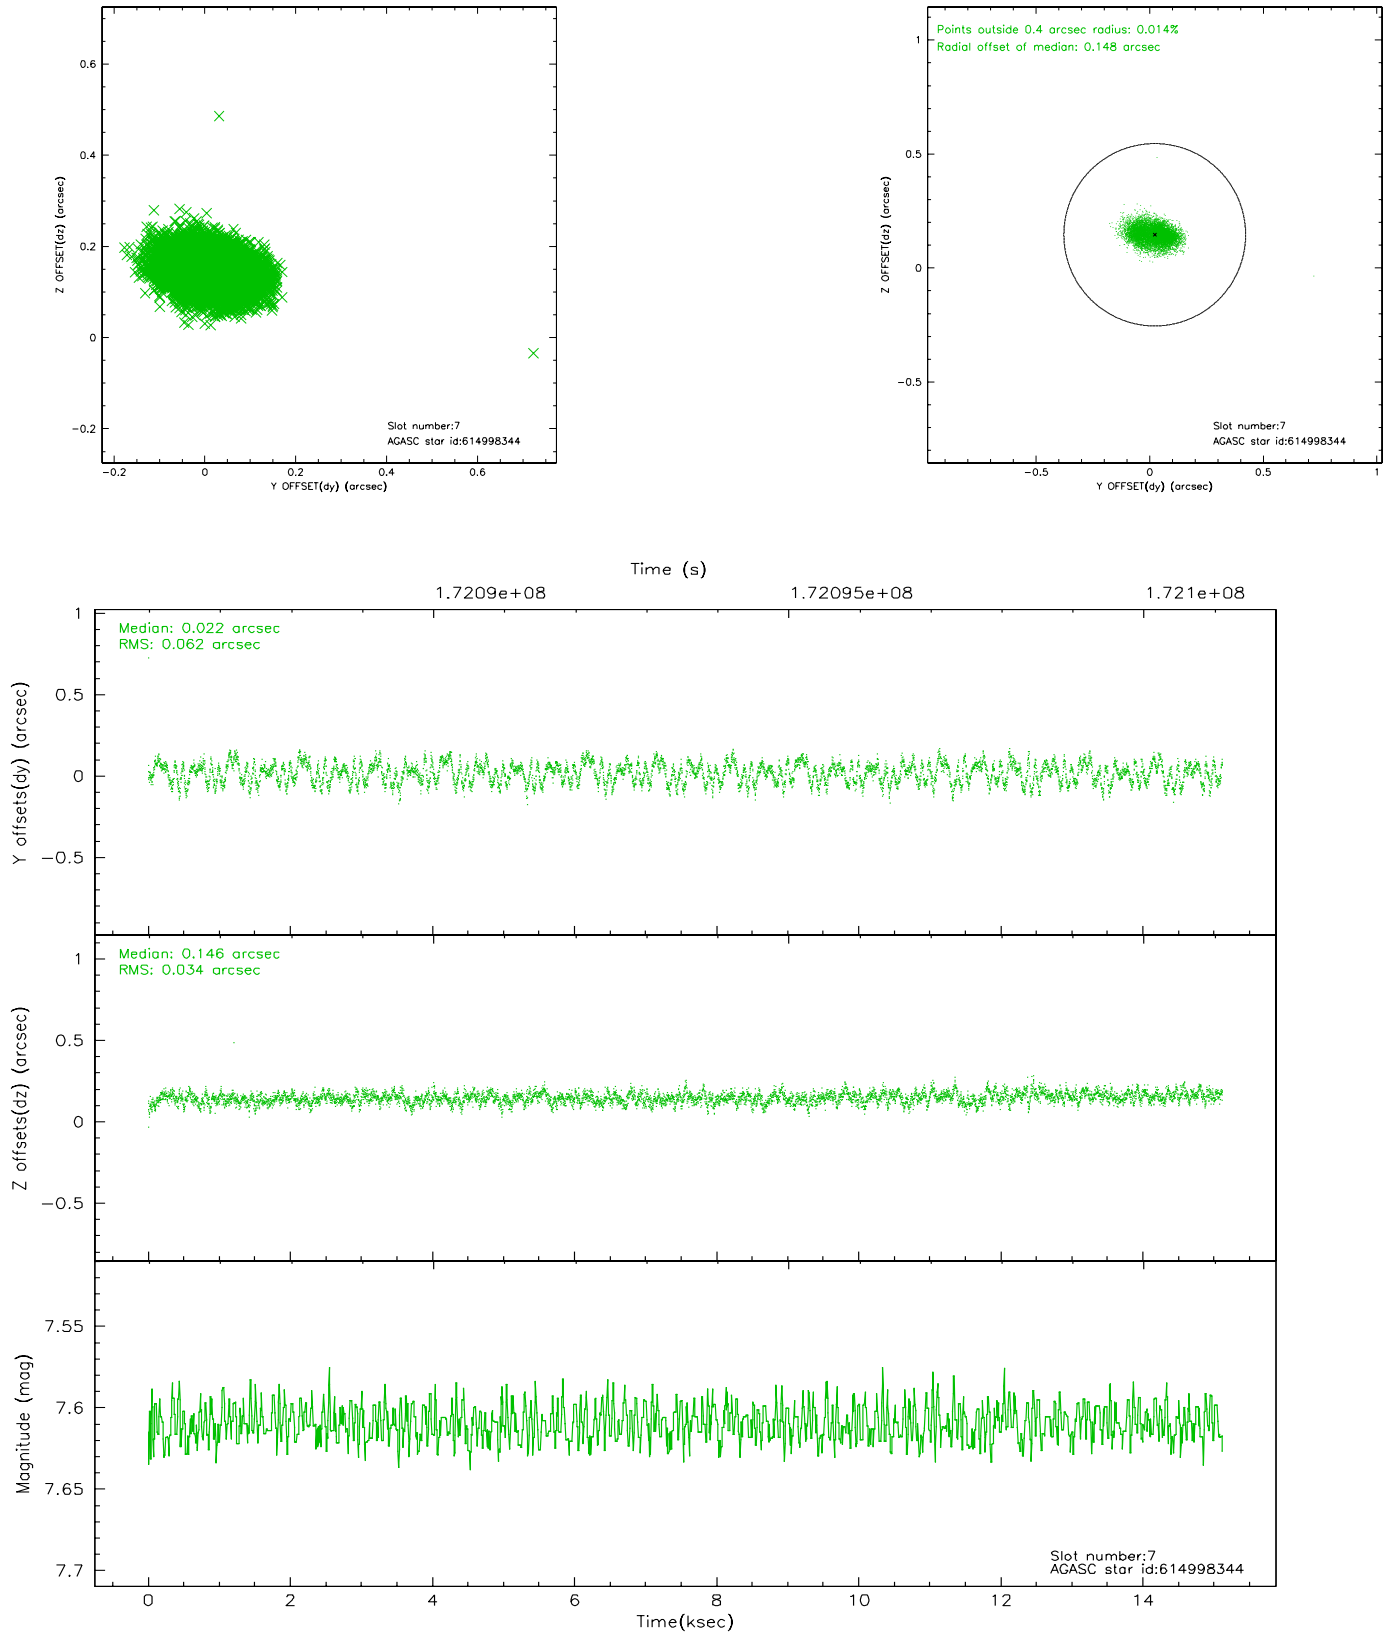 0.6
0.4
0.2
0
−0.2
Z OFFSET(dz) (arcsec)
−0.2 0 0.2 0.4 0.6
Y OFFSET(dy) (arcsec)
Slot number:7
AGASC star id:614998344
Points outside 0.4 arcsec radius: 0.014%
Radial offset of median: 0.148 arcsec
1
0.5
0
−0.5
Z OFFSET(dz) (arcsec)
−0.5 0 0.5 1
Y OFFSET(dy) (arcsec)
Slot number:7
AGASC star id:614998344
Time (s)
1.7209e+08 1.72095e+08 1.721e+08
Median: 0.022 arcsec
RMS: 0.062 arcsec
1
0.5
0
−0.5
Y offsets(dy) (arcsec)
Median: 0.146 arcsec
RMS: 0.034 arcsec
1
0.5
0
−0.5
Z offsets(dz) (arcsec)
7.55
7.6
7.65
7.7
Magnitude (mag)
Slot number:7
AGASC star id:614998344
0 2 4 6 8 10 12 14
Time(ksec)